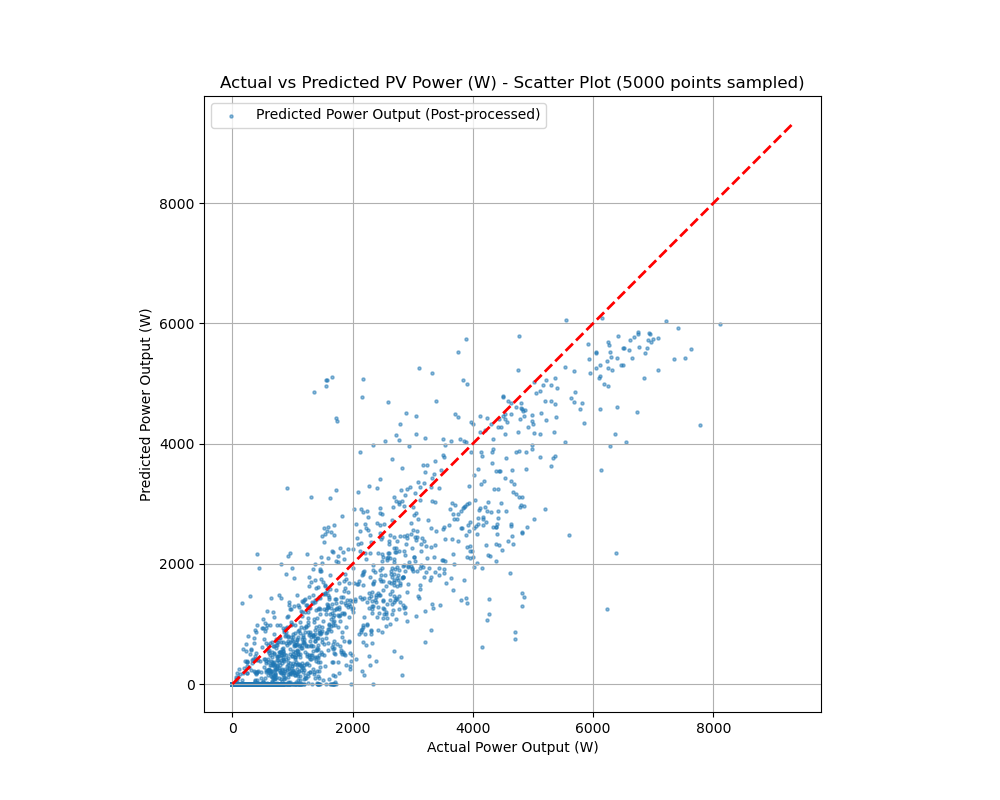 Actual vs Predicted PV Power (W) - Scatter Plot (5000 points sampled)
Predicted Power Output (Post-processed)
Predicted Power Output (W)
8000
6000
4000
2000
0
0 2000 4000 6000 8000
Actual Power Output (W)